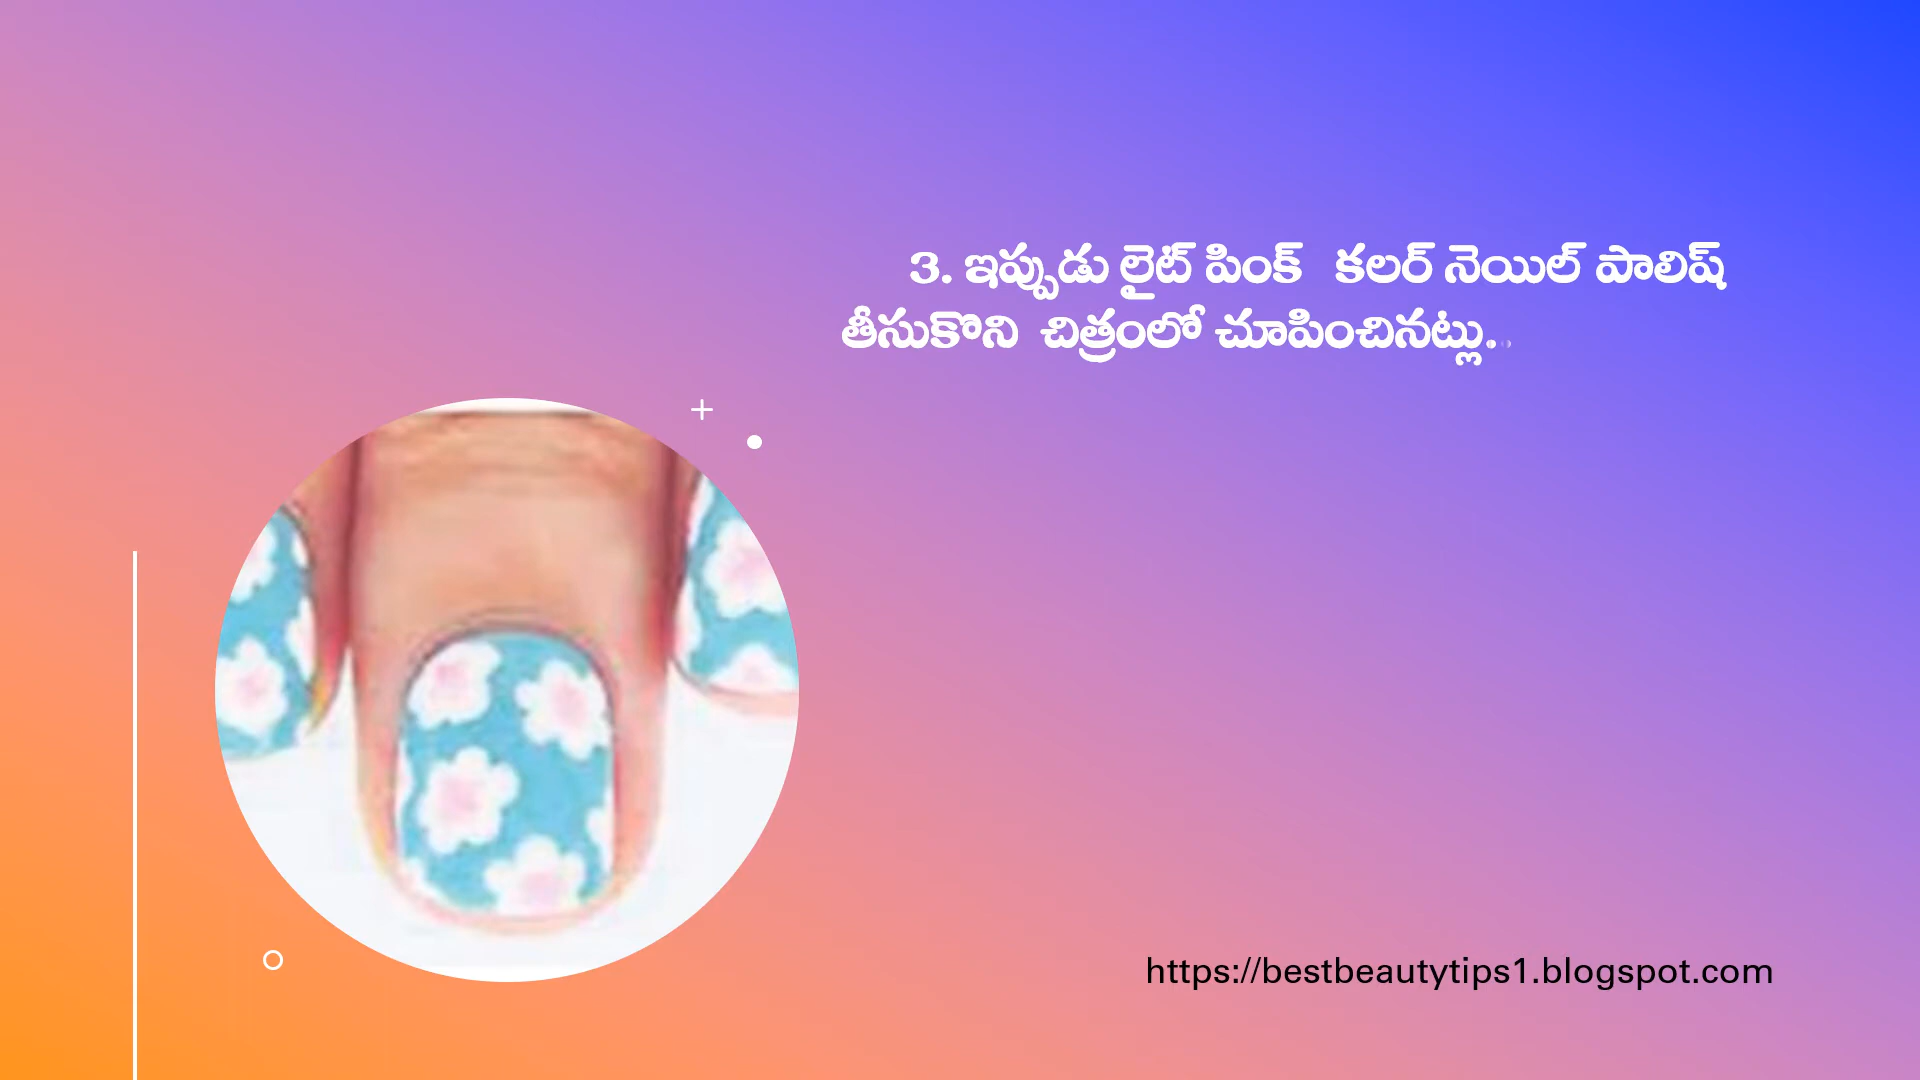 3. ఇప్పుడు లైట్ పింక్ కలర్ నెయిల్ పాలిష్
తీసుకొని చిత్రంలో చూపినట్లు...
https://bestbeautytips1.blogspot.com